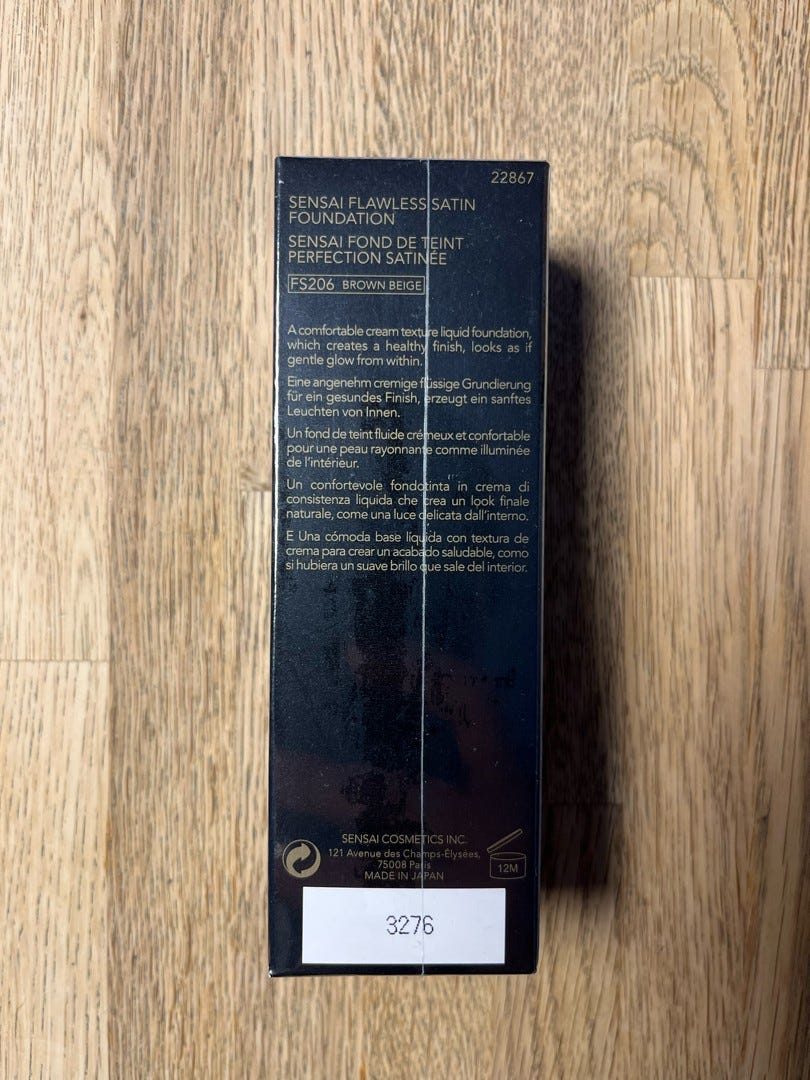 22867
SENSAI FLAWLESS SATIN
FOUNDATION
SENSAI FOND DE TEINT
PERFECTION SATINÉE
FS206 BROWN BEIGE
A comfortable cream texture liquid foundation,
which creates a healthy finish, looks as if
gentle glow from within.
Eine angenehm cremige flüssige Grundierung
für ein gesundes Finish, erzeugt ein sanftes
Leuchten von Innen.
Un fond de teint fluide crémeux et confortable
pour une peau rayonnante comme illuminée
de l'intérieur.
Un confortevole fondotinta in crema di
consistenza liquida che crea un look finale
naturale, come una luce delicata dall'interno.
E Una cómoda base líquida con textura de
crema para crear un acabado saludable, como
si hubiera un suave brillo que sale del interior.
SENSAI COSMETICS INC.
121 Avenue des Champs-Élysées,
75008 Paris
MADE IN JAPAN
12M
3276